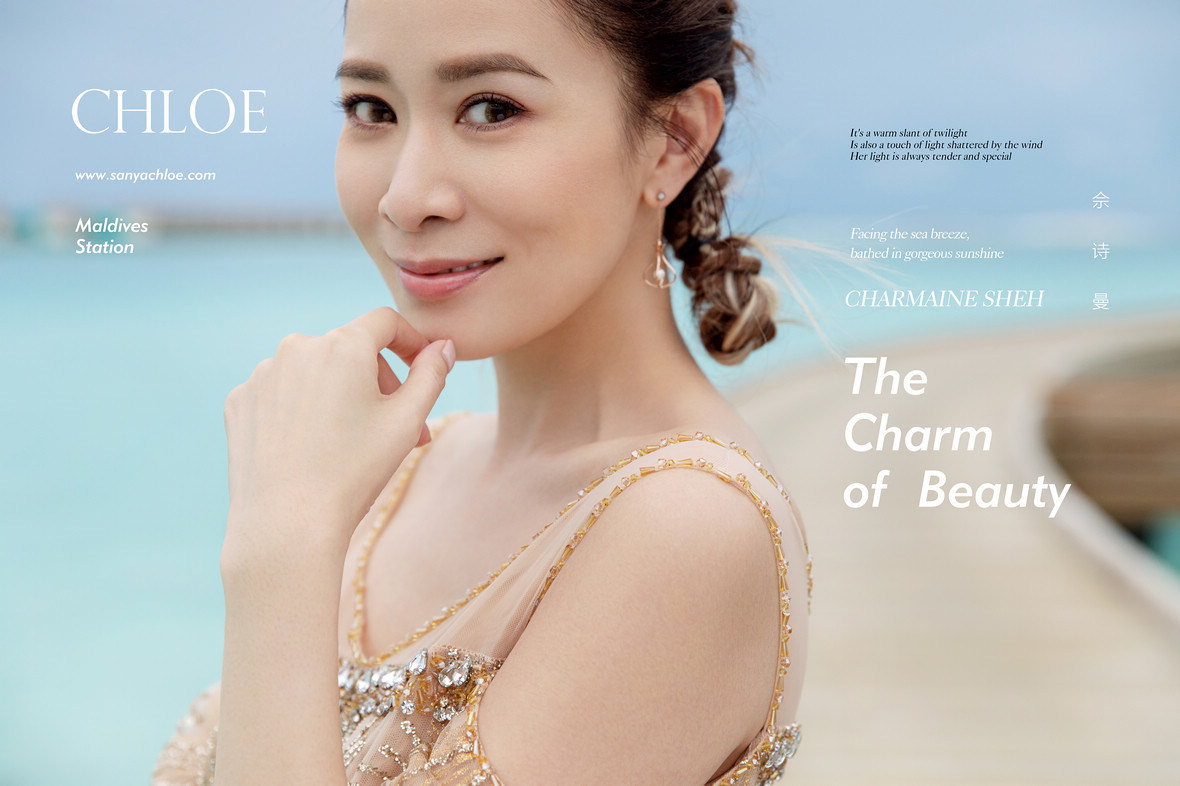 CHLOE
www.sanyachloe.com
Maldives
Station
It's a warm slant of twilight
Is also a touch of light shattered by the wind
Her light is always tender and special
Facing the sea breeze,
bathed in gorgeous sunshine
CHARMAINE SHEH
佘
诗
曼
The
Charm
of Beauty